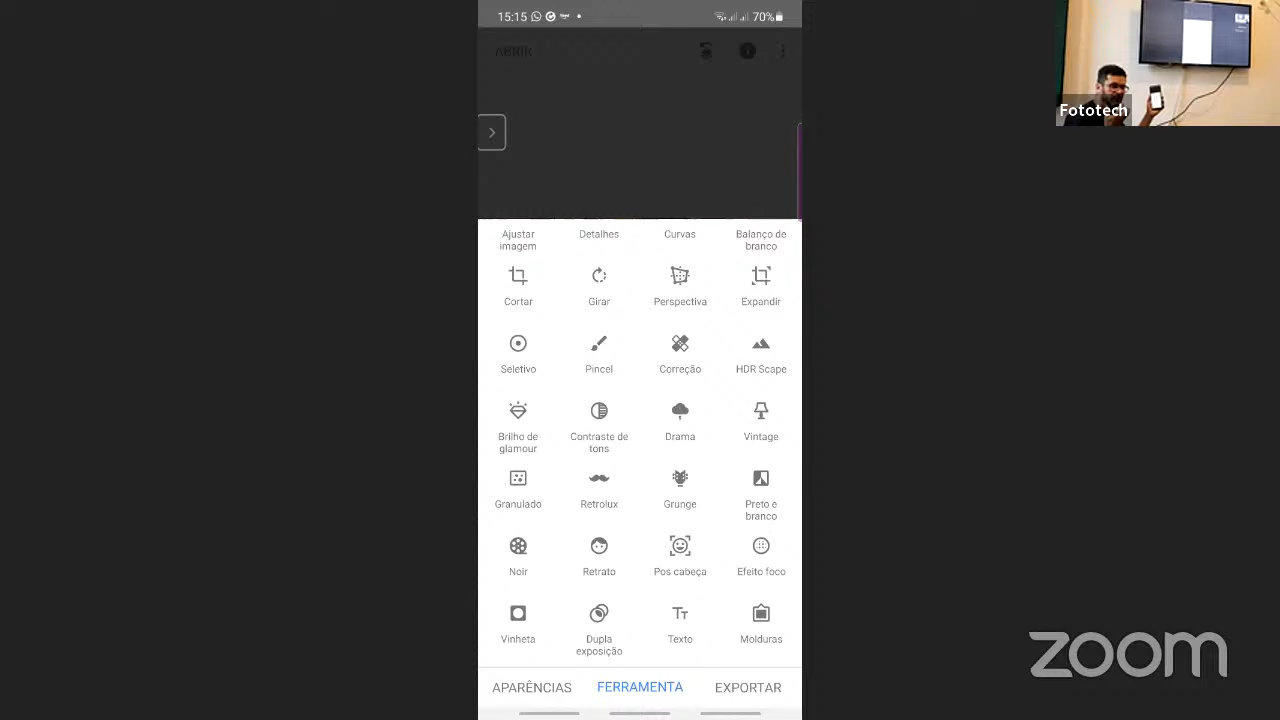 15:15 70%
ABRIR
Fototech
Ajustar imagem Detalhes Curvas Balanço de branco
Cortar Girar Perspectiva Expandir
Seletivo Pincel Correção HDR Scape
Brilho de glamour Contraste de tons Drama Vintage
Granulado Retrolux Grunge Preto e branco
Noir Retrato Pos cabeça Efeito foco
Vinheta Dupla exposição Texto Molduras
zoom
APARÊNCIAS FERRAMENTA EXPORTAR